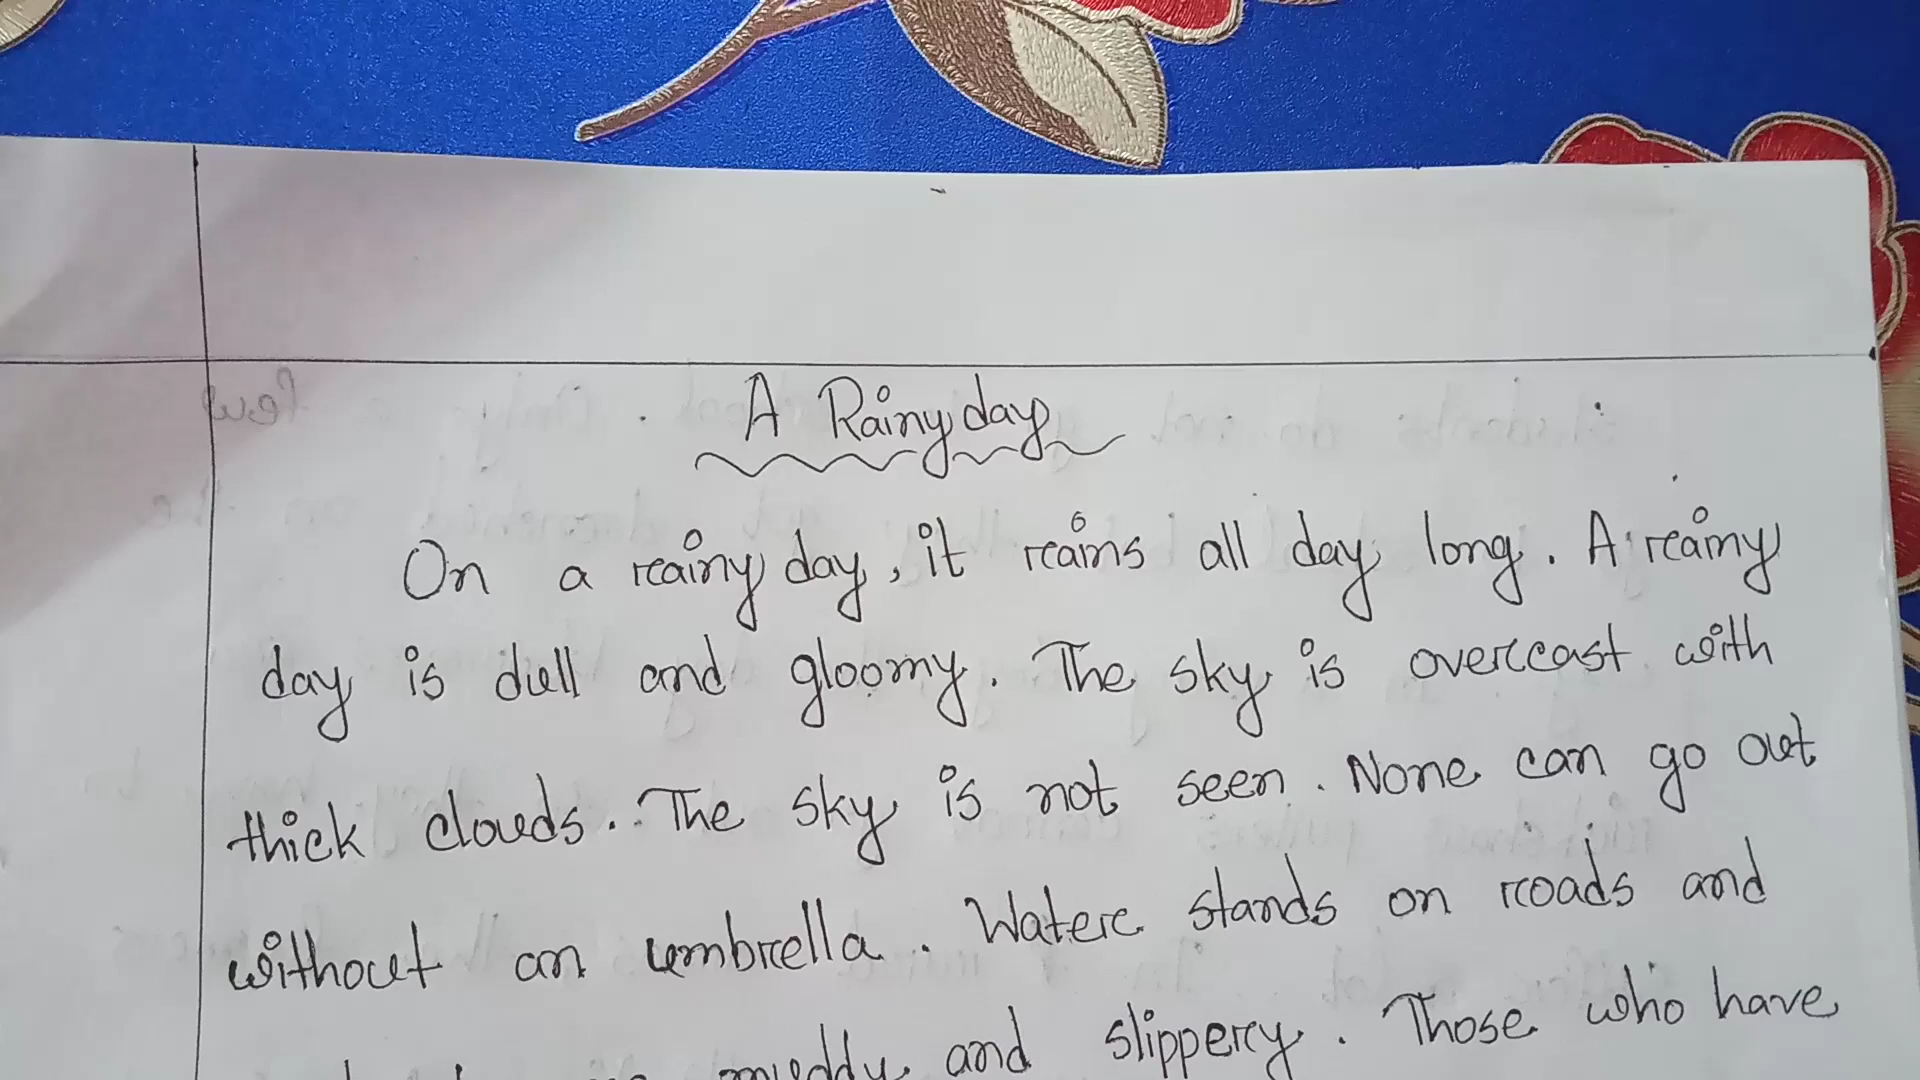 A Rainy day
On a rainy day, it rains all day long. A rainy
day is dull and gloomy. The sky is overcast with
thick clouds. The sky is not seen. None can go out
without an umbrella. Water stands on roads and
muddy and slippery. Those who have